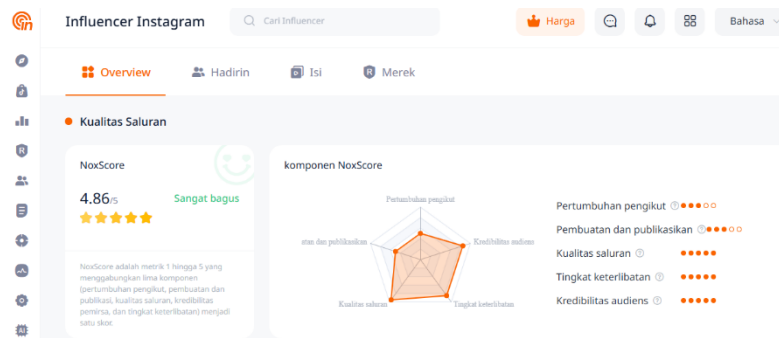 Influencer Instagram
Cari Influencer
Harga
Bahasa
Overview
Hadirin
Isi
Merek
Kualitas Saluran
NoxScore
4.86/5
Sangat bagus
NoxScore adalah metrik 1 hingga 5 yang
menggabungkan lima komponen
(pertumbuhan pengikut, pembuatan dan
publikasi, kualitas saluran, kredibilitas
pemirsa, dan tingkat keterlibatan) menjadi
satu skor.
komponen NoxScore
Pertumbuhan pengikut
atan dan publikasikan
Kredibilitas audiens
Kualitas saluran
Tingkat keterlibatan
Pertumbuhan pengikut
Pembuatan dan publikasikan
Kualitas saluran
Tingkat keterlibatan
Kredibilitas audiens